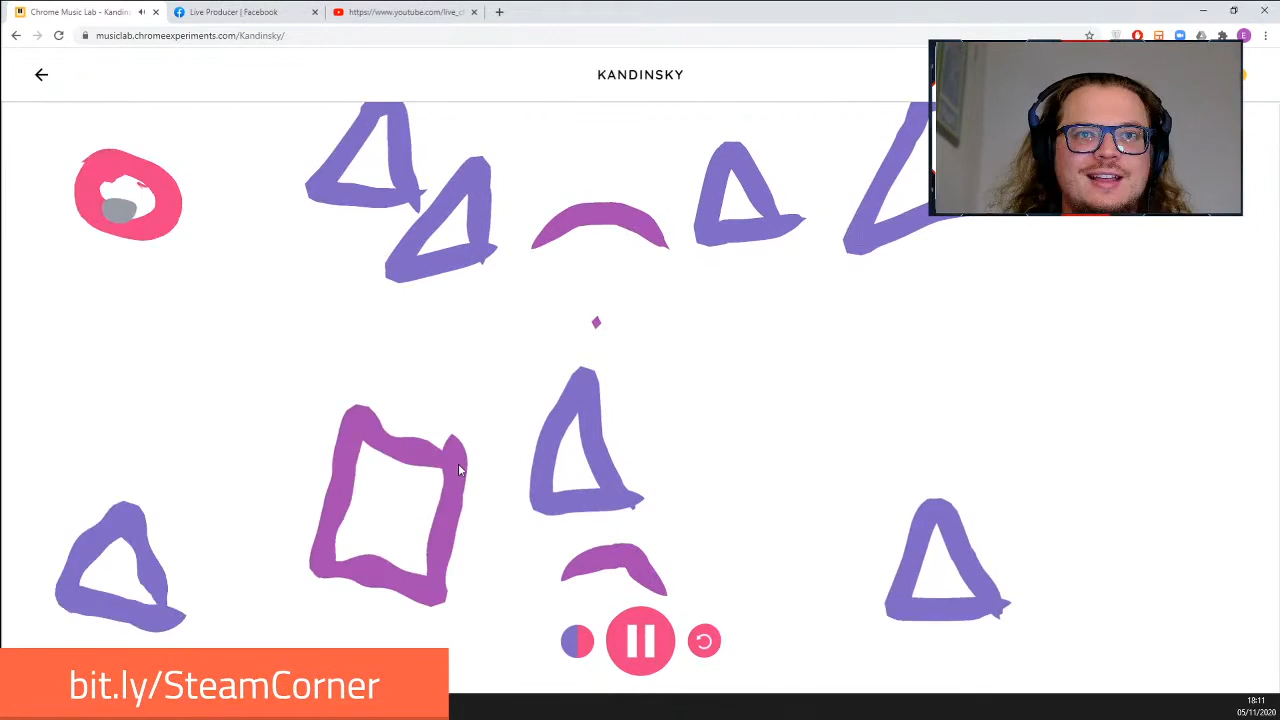 Chrome Music Lab - Kandins
Live Producer | Facebook
https://www.youtube.com/live_c
musiclab.chromeexperiments.com/Kandinsky/
E
KANDINSKY
bit.ly/SteamCorner
18:11
05/11/2020